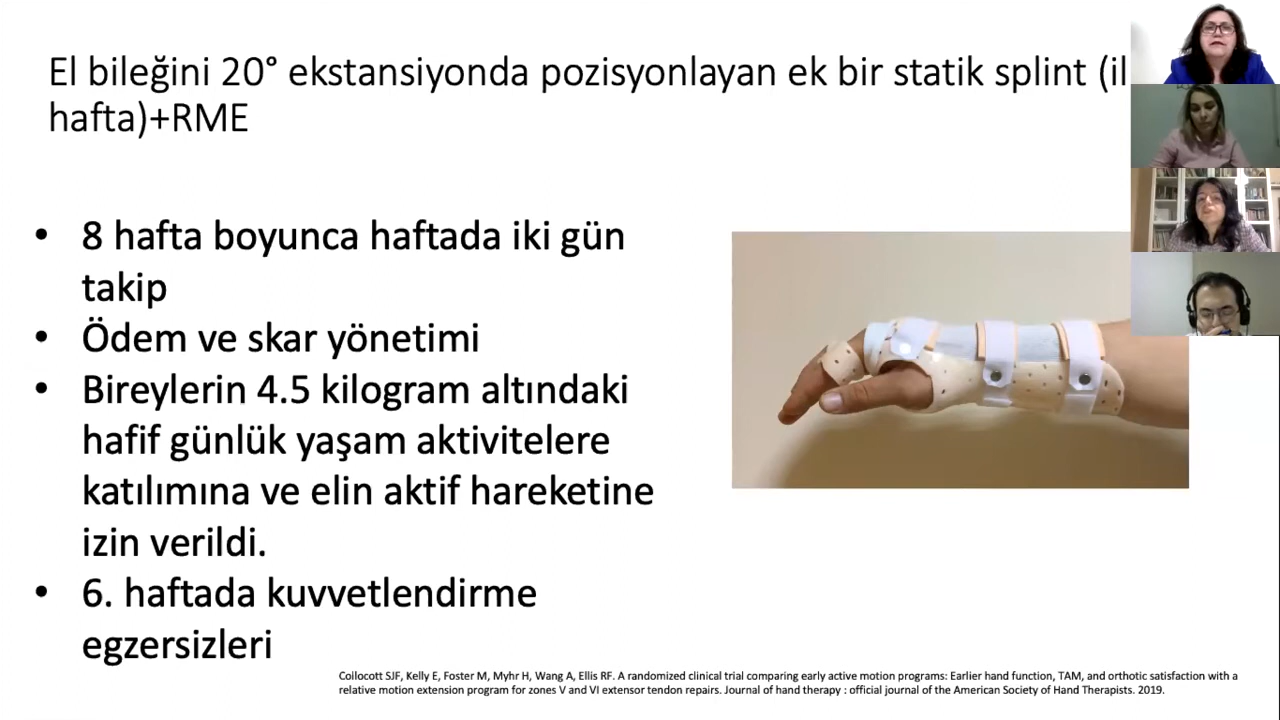 El bileğini 20° ekstansiyonda pozisyonlayan ek bir statik splint
hafta)+RME
• 8 hafta boyunca haftada iki gün
takip
• Ödem ve skar yönetimi
• Bireylerin 4.5 kilogram altındaki
hafif günlük yaşam aktivitelere
katılımına ve elin aktif hareketine
izin verildi.
• 6. haftada kuvvetlendirme
egzersizleri
Collocott SJF, Kelly E, Foster M, Myhr H, Wang A, Ellis RF. A randomized clinical trial comparing early active motion programs: Earlier hand function, TAM, and orthotic satisfaction with a
relative motion extension program for zones V and VI extensor tendon repairs. Journal of hand therapy : official journal of the American Society of Hand Therapists. 2019.